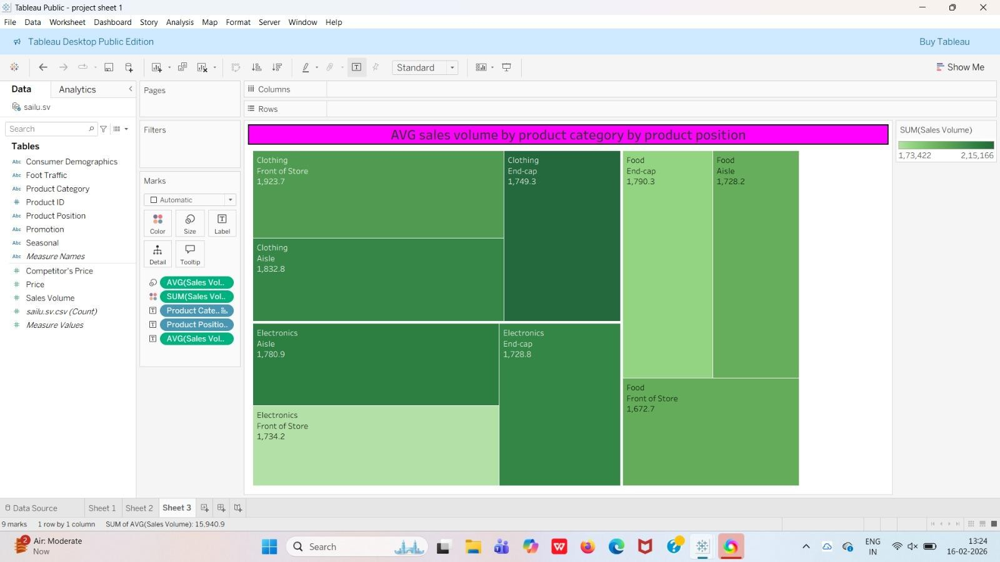 Tableau Public - project sheet 1
File Data Worksheet Dashboard Story Analysis Map Format Server Window Help
Tableau Desktop Public Edition
Buy Tableau
Standard
Show Me
Data
Analytics
sailu.sv
Search
Tables
Abc Consumer Demographics
Abc Foot Traffic
Abc Product Category
# Product ID
Abc Product Position
Abc Promotion
Abc Seasonal
Abc Measure Names
# Competitor's Price
# Price
# Sales Volume
# sailu.sv.csv (Count)
# Measure Values
Pages
Filters
Marks
Automatic
Color Size Label
Detail Tooltip
AVG(Sales Vol..
SUM(Sales Vol..
Product Cate..
Product Positio..
AVG(Sales Vol..
Columns
Rows
AVG sales volume by product category by product position
Clothing
Front of Store
1,923.7
Clothing
End-cap
1,749.3
Food
End-cap
1,790.3
Food
Aisle
1,728.2
Clothing
Aisle
1,832.8
Electronics
Aisle
1,780.9
Electronics
End-cap
1,728.8
Food
Front of Store
1,672.7
Electronics
Front of Store
1,734.2
SUM(Sales Volume)
1,73,422 2,15,166
Data Source Sheet 1 Sheet 2 Sheet 3
9 marks 1 row by 1 column SUM of AVG(Sales Volume): 15,940.9
2
Air: Moderate
Now
Search
ENG
IN
13:24
16-02-2026